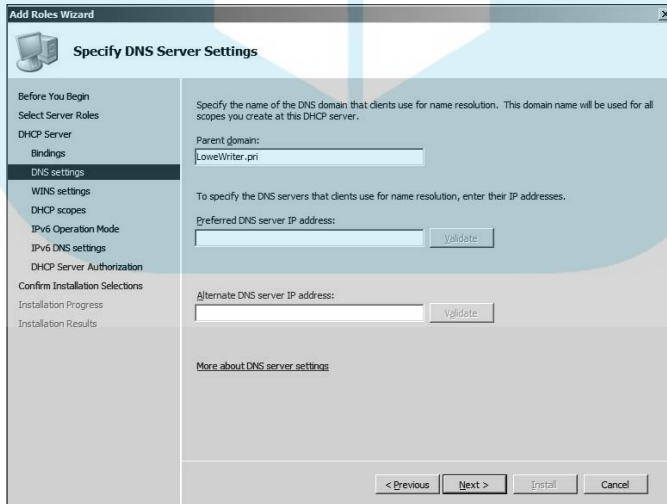 Add Roles Wizard
Specify DNS Server Settings
Before You Begin
Select Server Roles
DHCP Server
Bindings
DNS settings
WINS settings
DHCP scopes
IPv6 Operation Mode
IPv6 DNS settings
DHCP Server Authorization
Confirm Installation Selections
Installation Progress
Installation Results
Specify the name of the DNS domain that clients use for name resolution. This domain name will be used for all
scopes you create at this DHCP server.
Parent domain:
LoweWriter.pri
To specify the DNS servers that clients use for name resolution, enter their IP addresses.
Preferred DNS server IP address:
Validate
Alternate DNS server IP address:
Validate
More about DNS server settings
< Previous
Next >
Install
Cancel